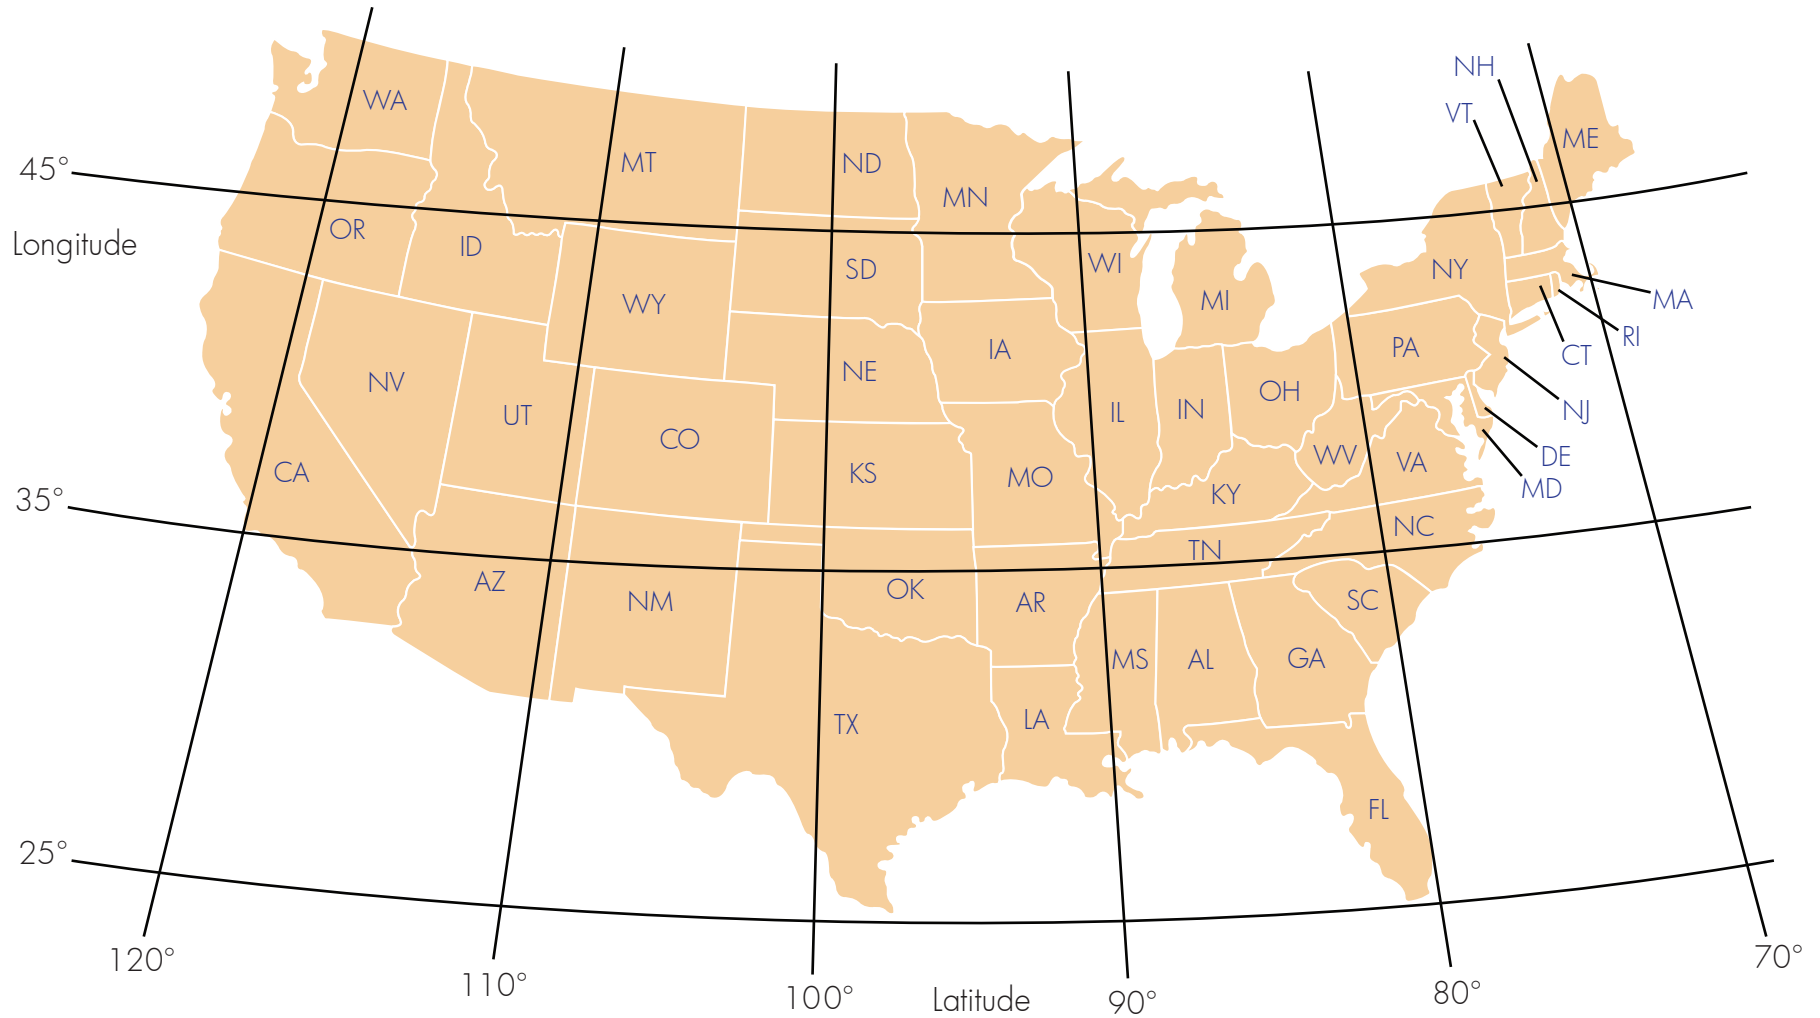 NH
WA
VT
ME
MT
ND
45°
MN
OR
Longitude
ID
WI
SD
NY
WY
MI
MA
RI
IA
PA
CT
NE
NV
OH
UT
IL
IN
NJ
CO
WV
DE
CA
KS
MO
VA
KY
MD
35°
NC
TN
AZ
OK
NM
AR
SC
MS
AL
GA
LA
TX
FL
25°
120°
110°
100°
Latitude
90°
80°
70°